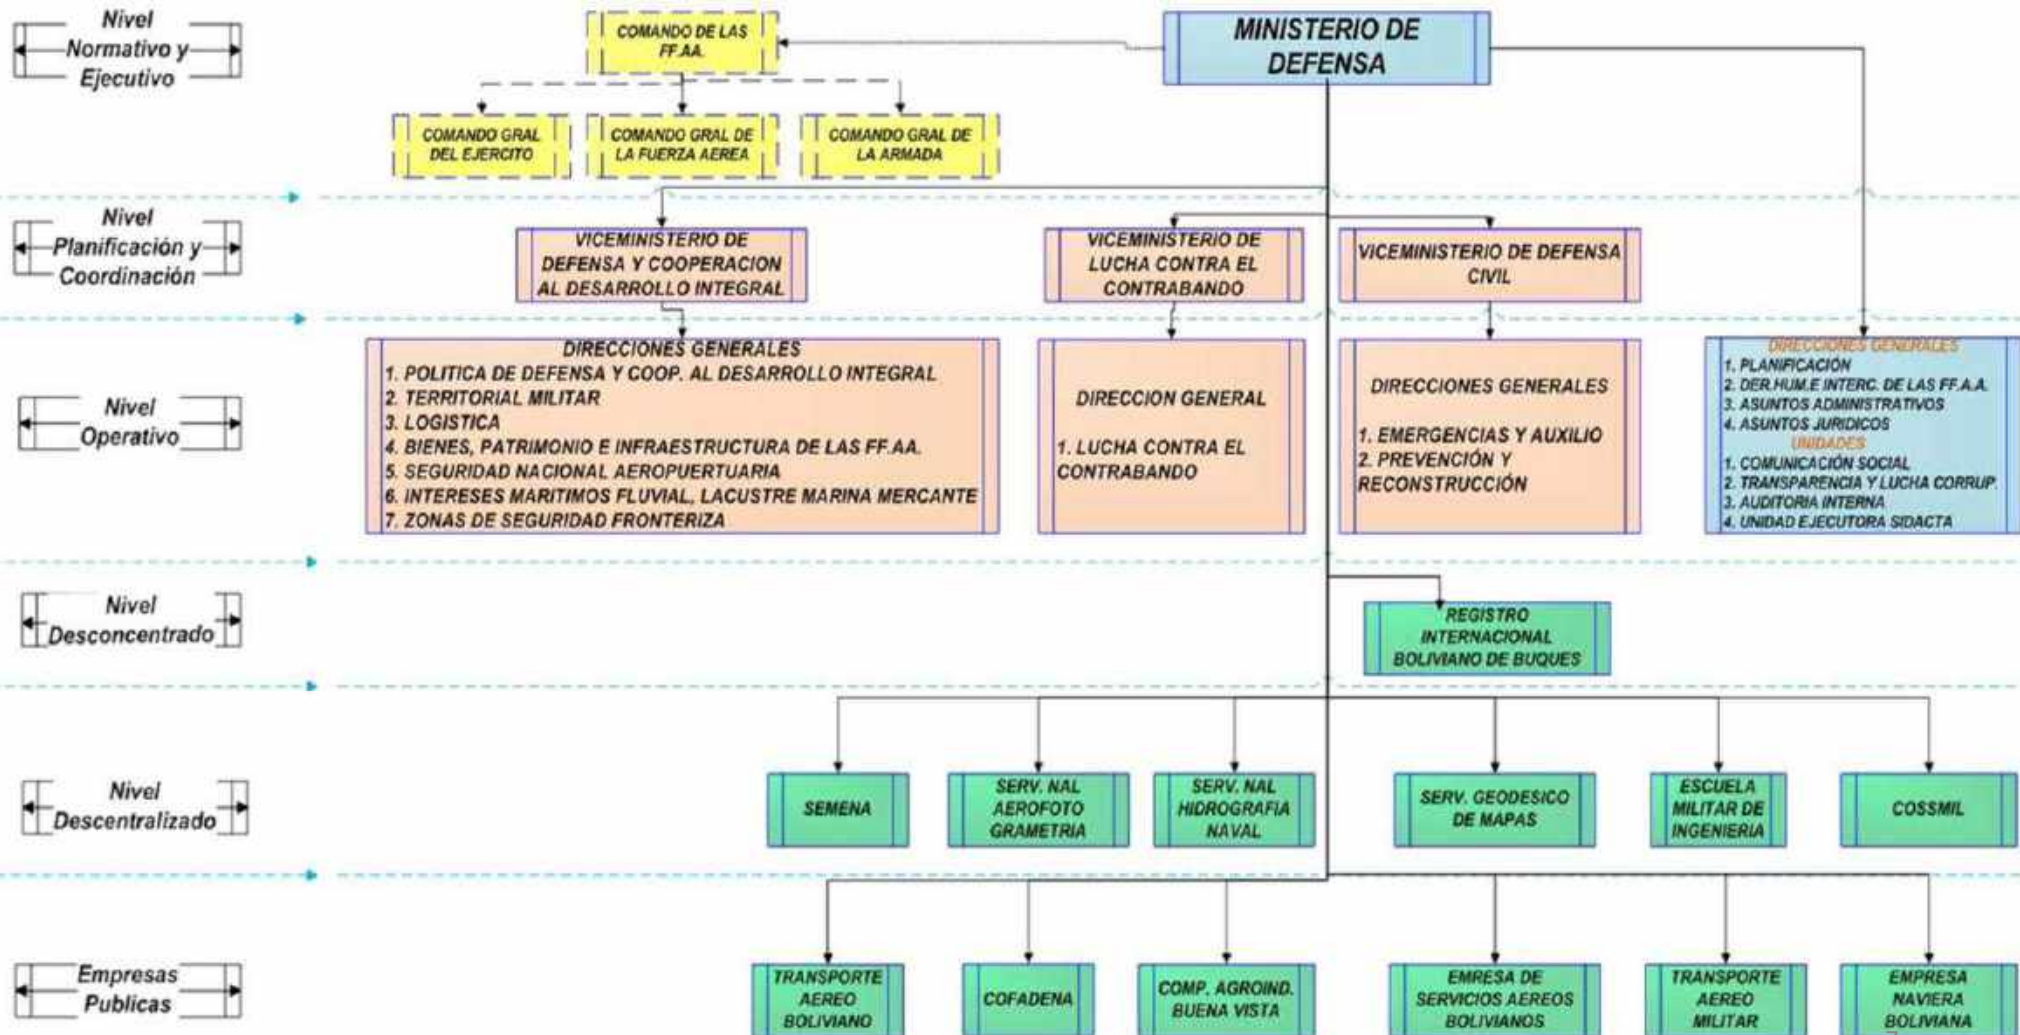 Nivel
Normativo y
Ejecutivo
COMANDO DE LAS
FF.AA.
MINISTERIO DE
DEFENSA
COMANDO GRAL
DEL EJERCITO
COMANDO GRAL DE
LA FUERZA AEREA
COMANDO GRAL DE
LA ARMADA
Nivel
Planificación y
Coordinación
VICEMINISTERIO DE
DEFENSA Y COOPERACION
AL DESARROLLO INTEGRAL
VICEMINISTERIO DE
LUCHA CONTRA EL
CONTRABANDO
VICEMINISTERIO DE DEFENSA
CIVIL
Nivel
Operativo
DIRECCIONES GENERALES
1. POLITICA DE DEFENSA Y COOP. AL DESARROLLO INTEGRAL
2. TERRITORIAL MILITAR
3. LOGISTICA
4. BIENES, PATRIMONIO E INFRAESTRUCTURA DE LAS FF.AA.
5. SEGURIDAD NACIONAL AEROPUERTUARIA
6. INTERESES MARITIMOS FLUVIAL, LACUSTRE MARINA MERCANTE
7. ZONAS DE SEGURIDAD FRONTERIZA
DIRECCION GENERAL
1. LUCHA CONTRA EL
CONTRABANDO
DIRECCIONES GENERALES
1. EMERGENCIAS Y AUXILIO
2. PREVENCIÓN Y
RECONSTRUCCIÓN
DIRECCIONES GENERALES
1. PLANIFICACIÓN
2. DER.HUM.E INTERC. DE LAS FF.A.A.
3. ASUNTOS ADMINISTRATIVOS
4. ASUNTOS JURIDICOS
UNIDADES
1. COMUNICACIÓN SOCIAL
2. TRANSPARENCIA Y LUCHA CORRUP.
3. AUDITORIA INTERNA
4. UNIDAD EJECUTORA SIDACTA
Nivel
Desconcentrado
REGISTRO
INTERNACIONAL
BOLIVIANO DE BUQUES
Nivel
Descentralizado
SEMENA
SERV. NAL
AEROFOTO
GRAMETRIA
SERV. NAL
HIDROGRAFIA
NAVAL
SERV. GEODESICO
DE MAPAS
ESCUELA
MILITAR DE
INGENIERIA
COSSMIL
Empresas
Publicas
TRANSPORTE
AEREO
BOLIVIANO
COFADENA
COMP. AGROIND.
BUENA VISTA
EMRESA DE
SERVICIOS AEREOS
BOLIVIANOS
TRANSPORTE
AEREO
MILITAR
EMPRESA
NAVIERA
BOLIVIANA